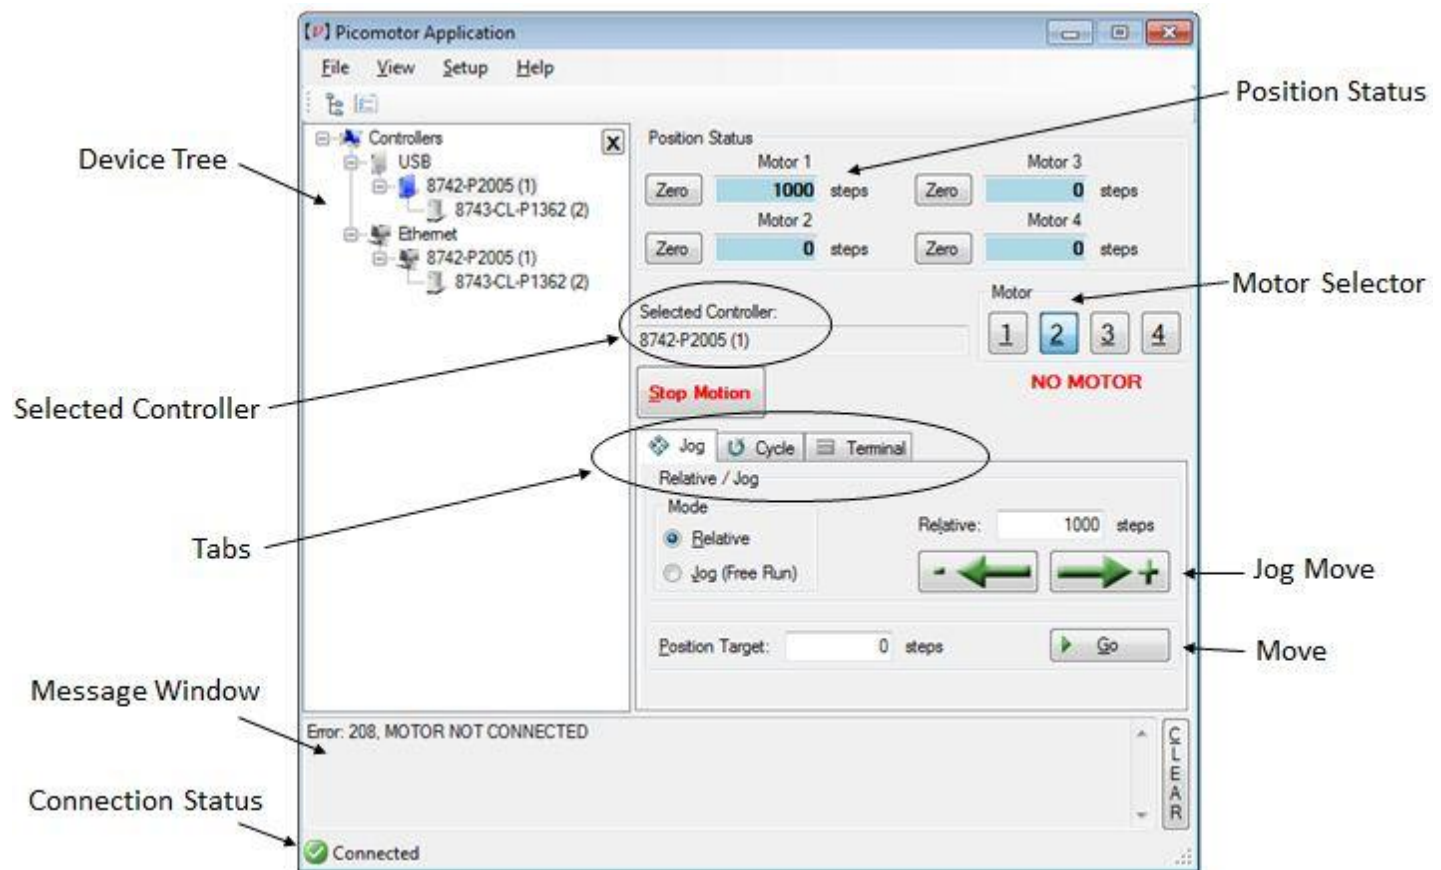 [ν] Picomotor Application
File View Setup Help
Position Status
Device Tree
Controllers
X
USB
8742-P2005 (1)
8743-CL-P1362 (2)
Ethernet
8742-P2005 (1)
8743-CL-P1362 (2)
Position Status
Motor 1
Motor 3
Zero 1000 steps
Zero 0 steps
Motor 2
Motor 4
Zero 0 steps
Zero 0 steps
Motor Selector
Motor
1 2 3 4
NO MOTOR
Selected Controller:
8742-P2005 (1)
Selected Controller
Stop Motion
Jog Cycle Terminal
Tabs
Relative / Jog
Mode
Relative
Jog (Free Run)
Relative: 1000 steps
- +
Jog Move
Position Target: 0 steps
Go
Move
Message Window
Error: 208, MOTOR NOT CONNECTED
CLEAR
Connection Status
Connected